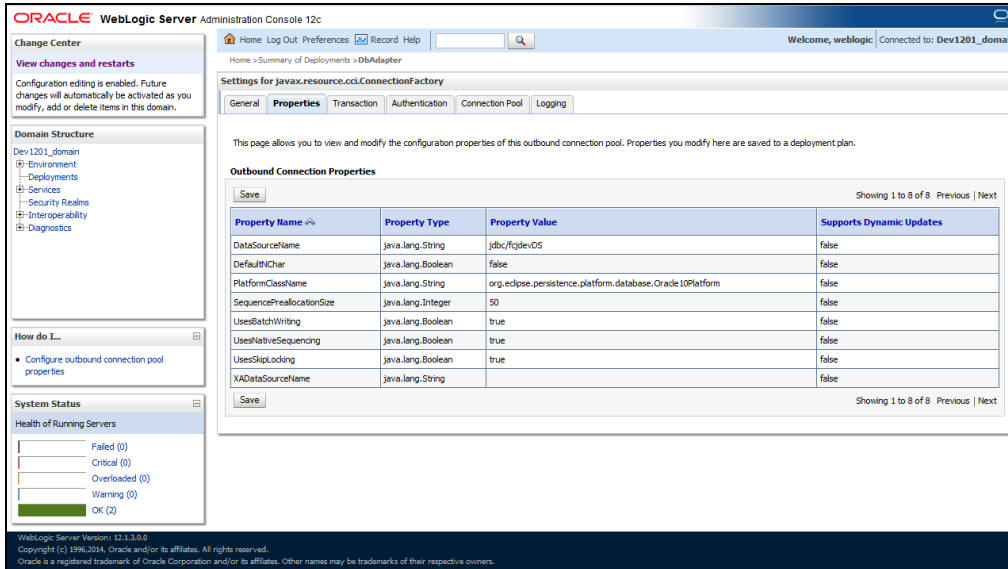 ORACLE WebLogic Server Administration Console 12c
Change Center
View changes and restarts
Configuration editing is enabled. Future
changes will automatically be activated as you
modify, add or delete items in this domain.
Domain Structure
Dev1201_domain
Environment
Deployments
Services
Security Realms
Interoperability
Diagnostics
How do I...
Configure outbound connection pool
properties
System Status
Health of Running Servers
Failed (0)
Critical (0)
Overloaded (0)
Warning (0)
OK (2)
Home Log Out Preferences Record Help
Welcome, weblogic Connected to: Dev1201_domai
Home >Summary of Deployments >DbAdapter
Settings for javax.resource.cci.ConnectionFactory
General Properties Transaction Authentication Connection Pool Logging
This page allows you to view and modify the configuration properties of this outbound connection pool. Properties you modify here are saved to a deployment plan.
Outbound Connection Properties
Save Showing 1 to 8 of 8 Previous | Next
Property Name Property Type Property Value Supports Dynamic Updates
DataSourceName java.lang.String jdbc/fcjdevDS false
DefaultNChar java.lang.Boolean false false
PlatformClassName java.lang.String org.eclipse.persistence.platform.database.Oracle10Platform false
SequencePreallocationSize java.lang.Integer 50 false
UsesBatchWriting java.lang.Boolean true false
UsesNativeSequencing java.lang.Boolean true false
UsesSkipLocking java.lang.Boolean true false
XADataSourceName java.lang.String false
Save Showing 1 to 8 of 8 Previous | Next
WebLogic Server Version: 12.1.3.0.0
Copyright (c) 1996,2014, Oracle and/or its affiliates. All rights reserved.
Oracle is a registered trademark of Oracle Corporation and/or its affiliates. Other names may be trademarks of their respective owners.